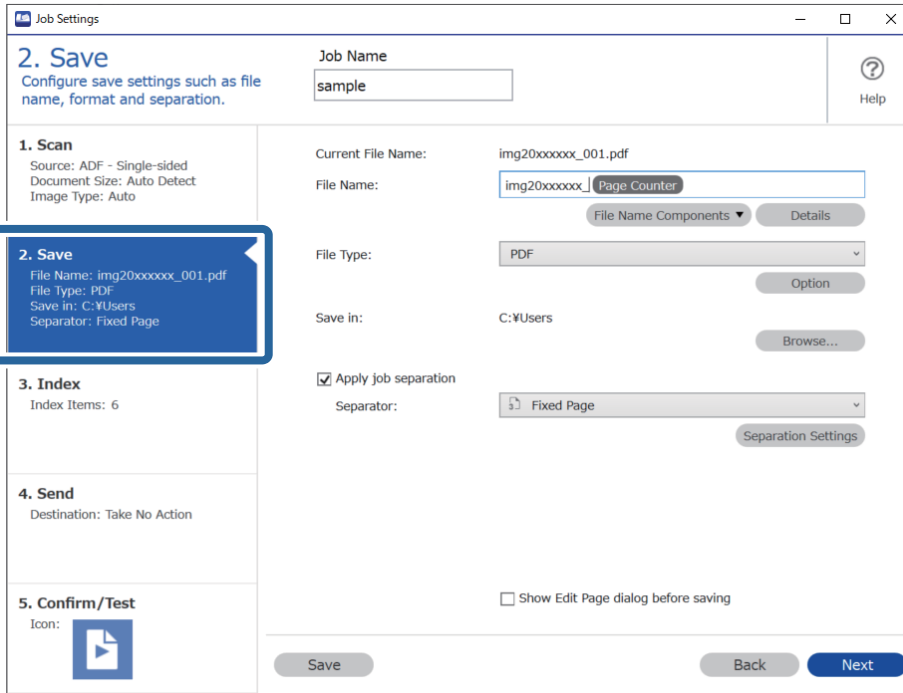 Job Settings
2. Save
Configure save settings such as file
name, format and separation.
Job Name
sample
Help
1. Scan
Source: ADF - Single-sided
Document Size: Auto Detect
Image Type: Auto
2. Save
File Name: img20xxxxxx_001.pdf
File Type: PDF
Save in: C:¥Users
Separator: Fixed Page
3. Index
Index Items: 6
4. Send
Destination: Take No Action
5. Confirm/Test
Icon:
Current File Name: img20xxxxxx_001.pdf
File Name: img20xxxxxx_ Page Counter
File Name Components ▼ Details
File Type: PDF
Option
Save in: C:¥Users
Browse...
Apply job separation
Separator: Fixed Page
Separation Settings
Show Edit Page dialog before saving
Save Back Next